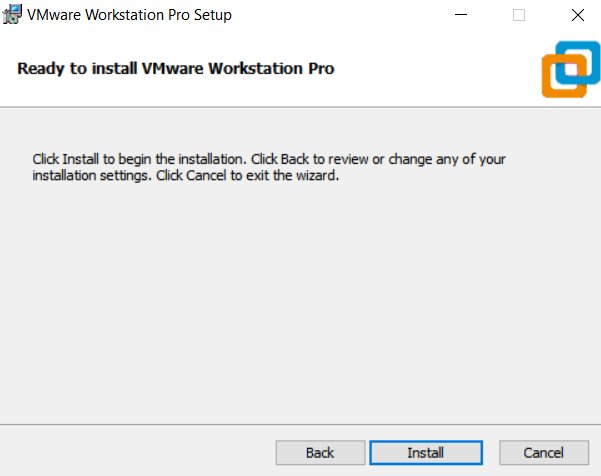 VMware Workstation Pro Setup
Ready to install VMware Workstation Pro
Click Install to begin the installation. Click Back to review or change any of your
installation settings. Click Cancel to exit the wizard.
Back Install Cancel